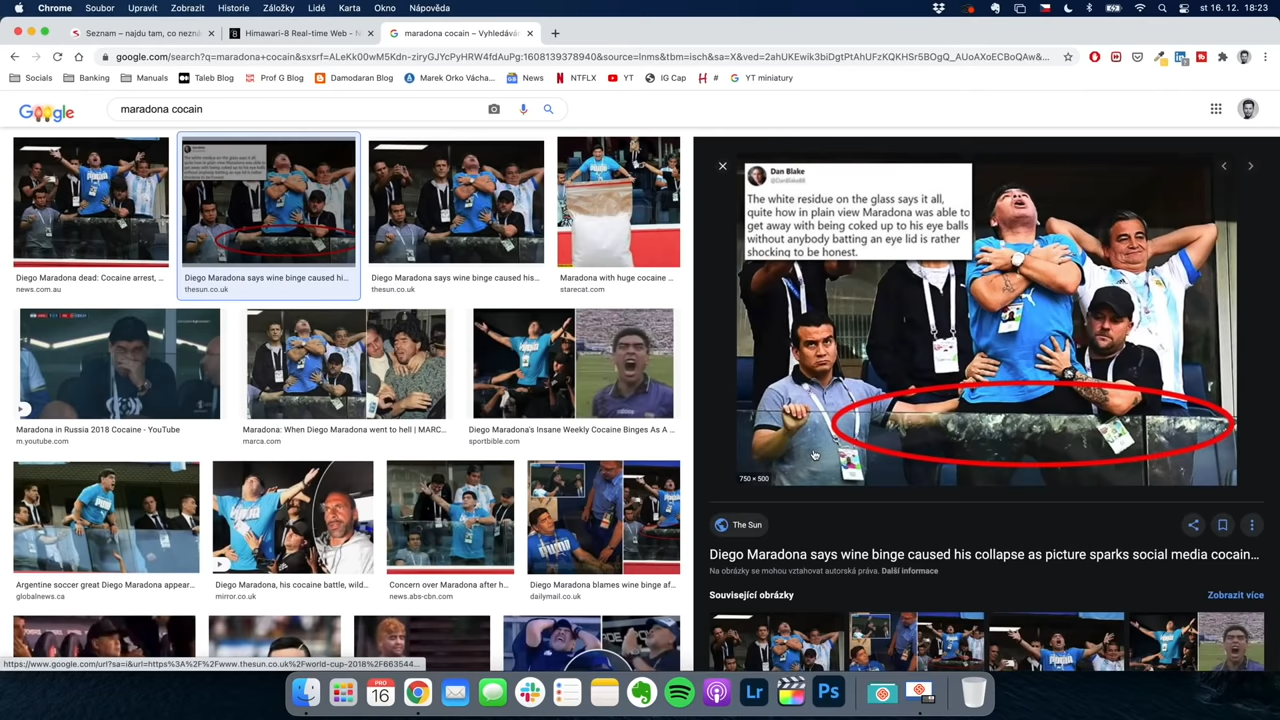 Chrome Soubor Upravit Zobrazit Historie Záložky Lidé Karta Okno Nápověda
st 16. 12. 18:23
Seznam – najdu tam, co nezná
Himawari-8 Real-time Web - N
maradona cocain – Vyhledáv
google.com/search?q=maradona+cocain&sxsrf=ALeKk00wM5Kdn-ziryGJYcPyHRW4fdAuPg:1608139378940&source=lnms&tbm=isch&sa=X&ved=2ahUKEwik3biDgtPtAhUFzKQKHSr5BOgQ_AUoAXoECBoQAw&...
Socials
Banking
Manuals
Taleb Blog
Prof G Blog
Damodaran Blog
Marek Orko Vácha...
News
NTFLX
YT
IG Cap
#
YT miniatury
Google
maradona cocain
Diego Maradona dead: Cocaine arrest, ...
news.com.au
Diego Maradona says wine binge caused hi...
thesun.co.uk
Diego Maradona says wine binge caused his...
thesun.co.uk
Maradona with huge cocaine ...
starecat.com
Maradona in Russia 2018 Cocaine - YouTube
m.youtube.com
Maradona: When Diego Maradona went to hell | MARC...
marca.com
Maradona's Insane Weekly Cocaine Binges As A ...
sportbible.com
Argentine soccer great Diego Maradona appear...
globalnews.ca
Diego Maradona, his cocaine battle, wild...
mirror.co.uk
Concern over Maradona after h...
news.abs-cbn.com
Diego Maradona blames wine binge af...
dailymail.co.uk
Dan Blake
The white residue on the glass says it all,
quite how in plain view Maradona was able to
get away with being coked up to his eye balls
without anybody batting an eye lid is rather
shocking to be honest.
750 × 500
The Sun
Diego Maradona says wine binge caused his collapse as picture sparks social media cocain...
Na obrázky se mohou vztahovat autorská práva. Další informace
Související obrázky
Zobrazit více
https://www.google.com/url?sa=i&url=https%3A%2F%2Fwww.thesun.co.uk%2Fworld-cup-2018%2F663544...
PRO
16
Lr
Ps